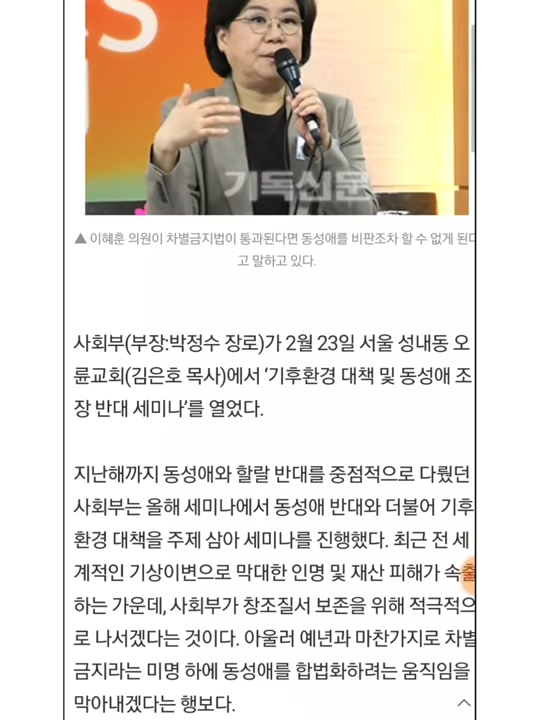 CS
기독신문
▲ 이혜훈 의원이 차별금지법이 통과된다면 동성애를 비판조차 할 수 없게 된다
고 말하고 있다.
사회부(부장:박정수 장로)가 2월 23일 서울 성내동 오
륜교회(김은호 목사)에서 ‘기후환경 대책 및 동성애 조
장 반대 세미나’를 열었다.
지난해까지 동성애와 할랄 반대를 중점적으로 다뤘던
사회부는 올해 세미나에서 동성애 반대와 더불어 기후
환경 대책을 주제 삼아 세미나를 진행했다. 최근 전 세
계적인 기상이변으로 막대한 인명 및 재산 피해가 속출
하는 가운데, 사회부가 창조질서 보존을 위해 적극적으
로 나서겠다는 것이다. 아울러 예년과 마찬가지로 차별
금지라는 미명 하에 동성애를 합법화하려는 움직임을
막아내겠다는 행보다.